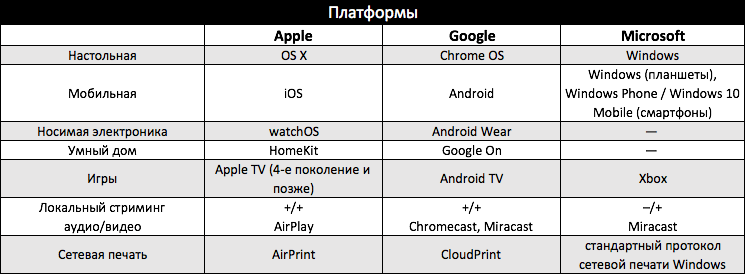 Платформы
Apple Google Microsoft
Настольная OS X Chrome OS Windows
Мобильная iOS Android Windows (планшеты),
Windows Phone / Windows 10
Mobile (смартфоны)
Носимая электроника watchOS Android Wear —
Умный дом HomeKit Google On —
Игры Apple TV (4-е поколение и
позже) Android TV Xbox
Локальный стриминг +/+ +/+ –/+
аудио/видео AirPlay Chromecast, Miracast Miracast
Сетевая печать AirPrint CloudPrint стандартный протокол
сетевой печати Windows